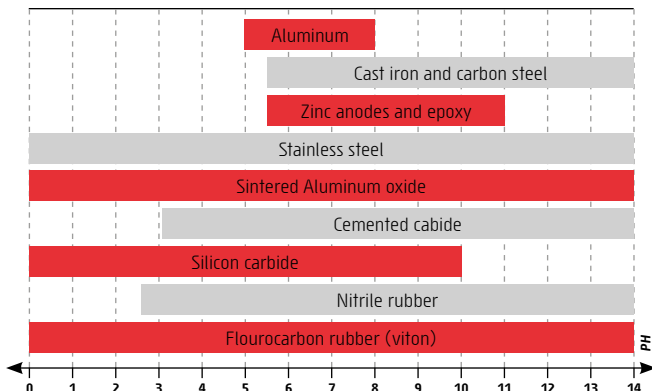 Aluminum
Cast iron and carbon steel
Zinc anodes and epoxy
Stainless steel
Sintered Aluminum oxide
Cemented cabide
Silicon carbide
Nitrile rubber
Flourocarbon rubber (viton)
PH
0 1 2 3 4 5 6 7 8 9 10 11 12 13 14